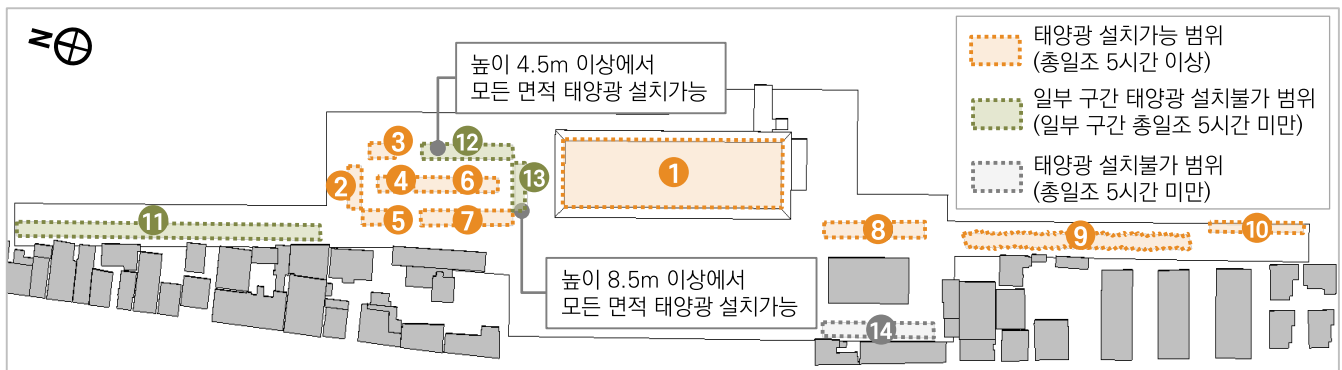 N
높이 4.5m 이상에서
모든 면적 태양광 설치가능
태양광 설치가능 범위
(총일조 5시간 이상)
일부 구간 태양광 설치불가 범위
(일부 구간 총일조 5시간 미만)
태양광 설치불가 범위
(총일조 5시간 미만)
3
12
1
2
4
6
13
11
5
7
8
9
10
높이 8.5m 이상에서
모든 면적 태양광 설치가능
14